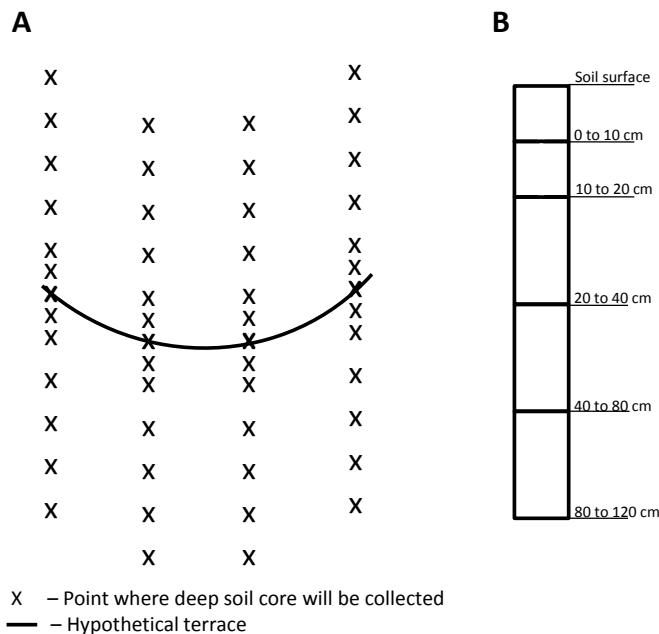 A
B
Soil surface
0 to 10 cm
10 to 20 cm
20 to 40 cm
40 to 80 cm
80 to 120 cm
X – Point where deep soil core will be collected
– Hypothetical terrace